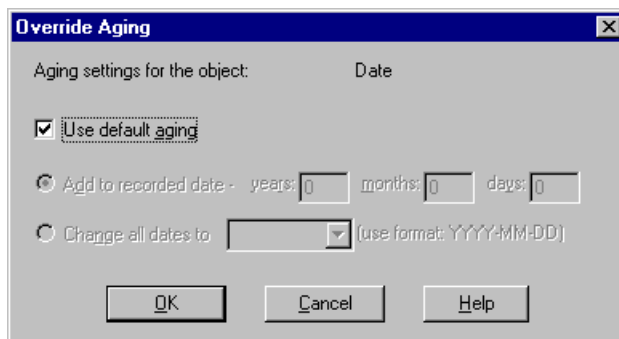 Override Aging
Aging settings for the object: Date
Use default aging
Add to recorded date - years: 0 months: 0 days: 0
Change all dates to (use format: YYYY-MM-DD)
OK Cancel Help